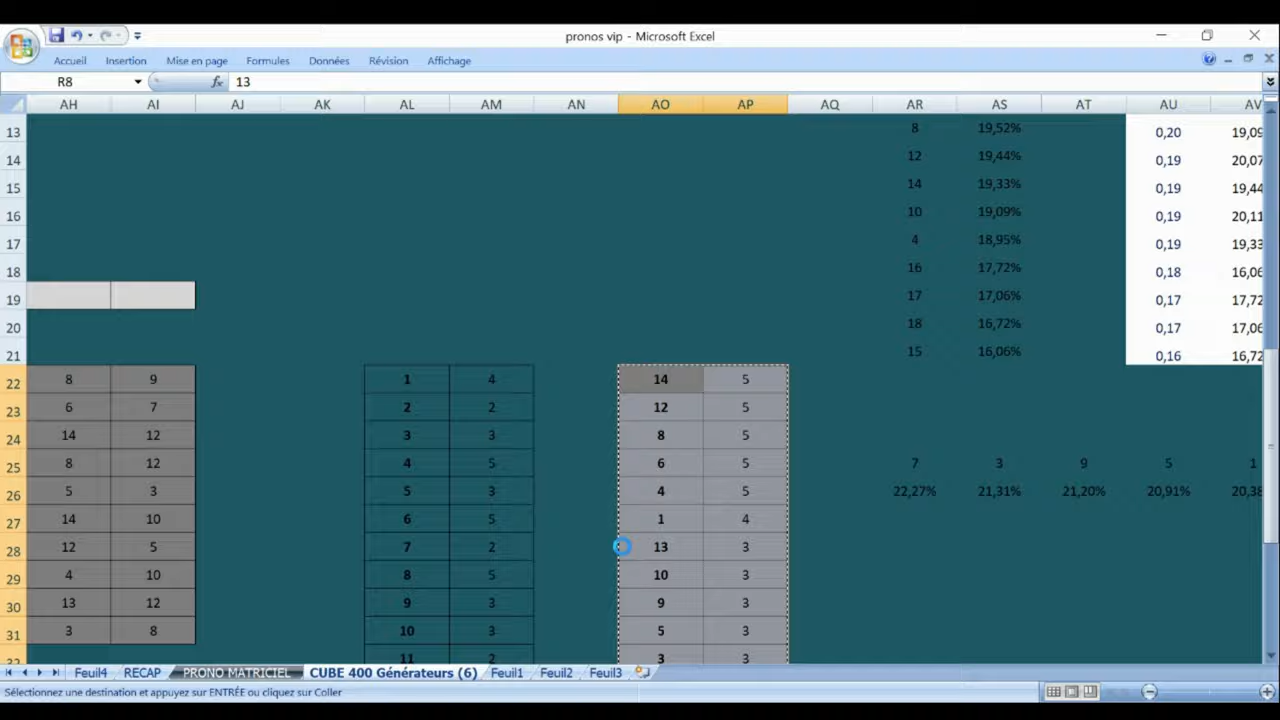 pronos vip - Microsoft Excel
Accueil Insertion Mise en page Formules Données Révision Affichage
R8 fx 13
AH AI AJ AK AL AM AN AO AP AQ AR AS AT AU AV
13 8 19,52% 0,20 19,09
14 12 19,44% 0,19 20,07
15 14 19,33% 0,19 19,44
16 10 19,09% 0,19 20,11
17 4 18,95% 0,19 19,33
18 16 17,72% 0,18 16,06
19 17 17,06% 0,17 17,72
20 18 16,72% 0,17 17,06
21 15 16,06% 0,16 16,72
22 8 9 1 4 14 5
23 6 7 2 2 12 5
24 14 12 3 3 8 5
25 8 12 4 5 6 5 7 3 9 5 1
26 5 3 5 3 4 5 22,27% 21,31% 21,20% 20,91% 20,38
27 14 10 6 5 1 4
28 12 5 7 2 13 3
29 4 10 8 5 10 3
30 13 12 9 3 9 3
31 3 8 10 3 5 3
32 11 2 3 3
Feuil4 RECAP PRONO MATRICIEL CUBE 400 Générateurs (6) Feuil1 Feuil2 Feuil3
Sélectionnez une destination et appuyez sur ENTRÉE ou cliquez sur Coller